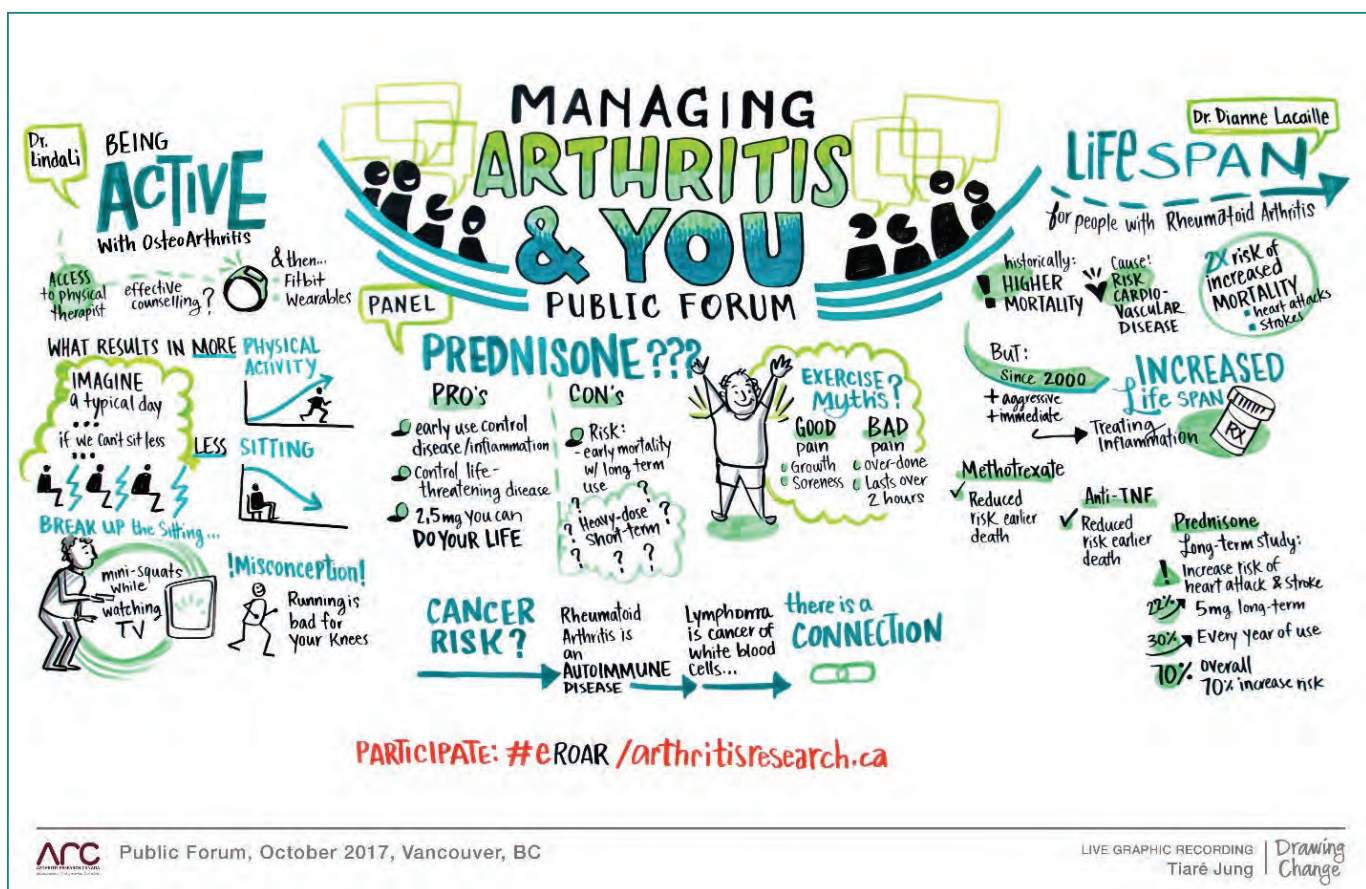 MANAGING
ARTHRITIS
& YOU
PUBLIC FORUM
Dr.
Linda Li
BEING
ACTIVE
With OsteoArthritis
ACCESS
to physical
therapist
effective
counselling?
& then...
Fitbit
Wearables
WHAT RESULTS IN MORE PHYSICAL
ACTIVITY
IMAGINE
a typical day
...
if we can't sit less
...
LESS SITTING
BREAK UP the Sitting...
mini-squats
while
watching
TV
!Misconception!
Running is
bad for
your Knees
PANEL
PREDNISONE???
PRO's
early use control
disease/inflammation
Control life-
threatening disease
2.5mg you can
DO YOUR LIFE
CON's
Risk:
-early mortality
w/ long term
use
? ?
? Heavy-dose ?
? Short-term ?
? ? ?
EXERCISE?
Myths
GOOD
pain
Growth
Soreness
BAD
pain
over-done
Lasts over
2 hours
CANCER
RISK?
Rheumatoid
Arthritis is
an
AUTOIMMUNE
DISEASE
Lymphoma
is cancer of
white blood
cells...
there is a
CONNECTION
Dr. Dianne Lacaille
LIFESPAN
for people with Rheumatoid Arthritis
historically:
! HIGHER
MORTALITY
Cause:
RISK
CARDIO-
VASCULAR
DISEASE
2X risk of
increased
MORTALITY
heart attacks
strokes
BUT:
Since 2000
+ aggressive
+ immediate
Treating
Inflammation
INCREASED
Life SPAN
RX
Methotrexate
Reduced
risk earlier
death
Anti-TNF
Reduced
risk earlier
death
Prednisone
Long-term study:
! Increase risk of
heart attack & stroke
22% 5mg long-term
30% Every year of use
70% overall
70% increase risk
PARTICIPATE: #eROAR /arthritisresearch.ca
ARC
ARTHRITIS RESEARCH CANADA
Public Forum, October 2017, Vancouver, BC
LIVE GRAPHIC RECORDING
Tiaré Jung
Drawing
Change